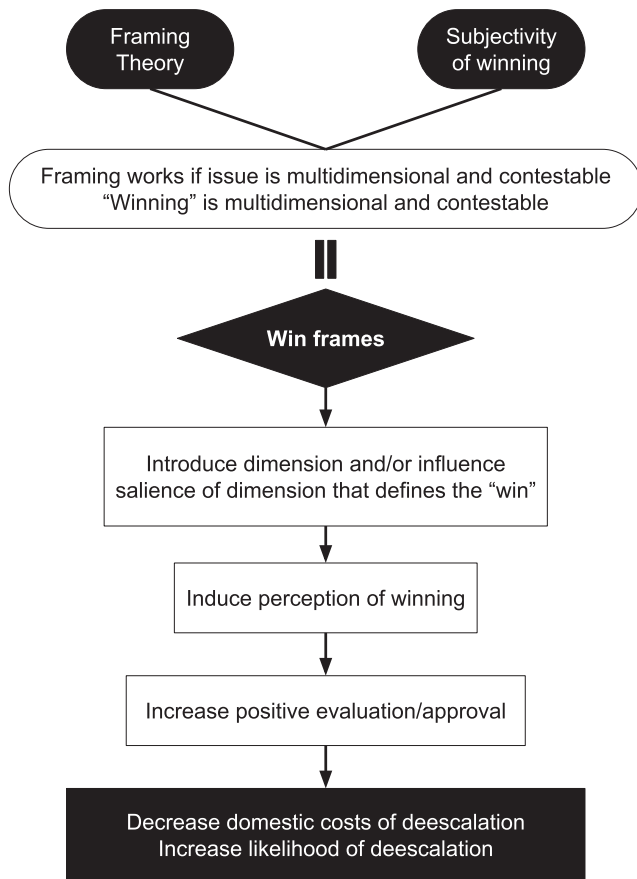 Framing
Theory
Subjectivity
of winning
Framing works if issue is multidimensional and contestable
“Winning” is multidimensional and contestable
Win frames
Introduce dimension and/or influence
salience of dimension that defines the “win”
Induce perception of winning
Increase positive evaluation/approval
Decrease domestic costs of deescalation
Increase likelihood of deescalation